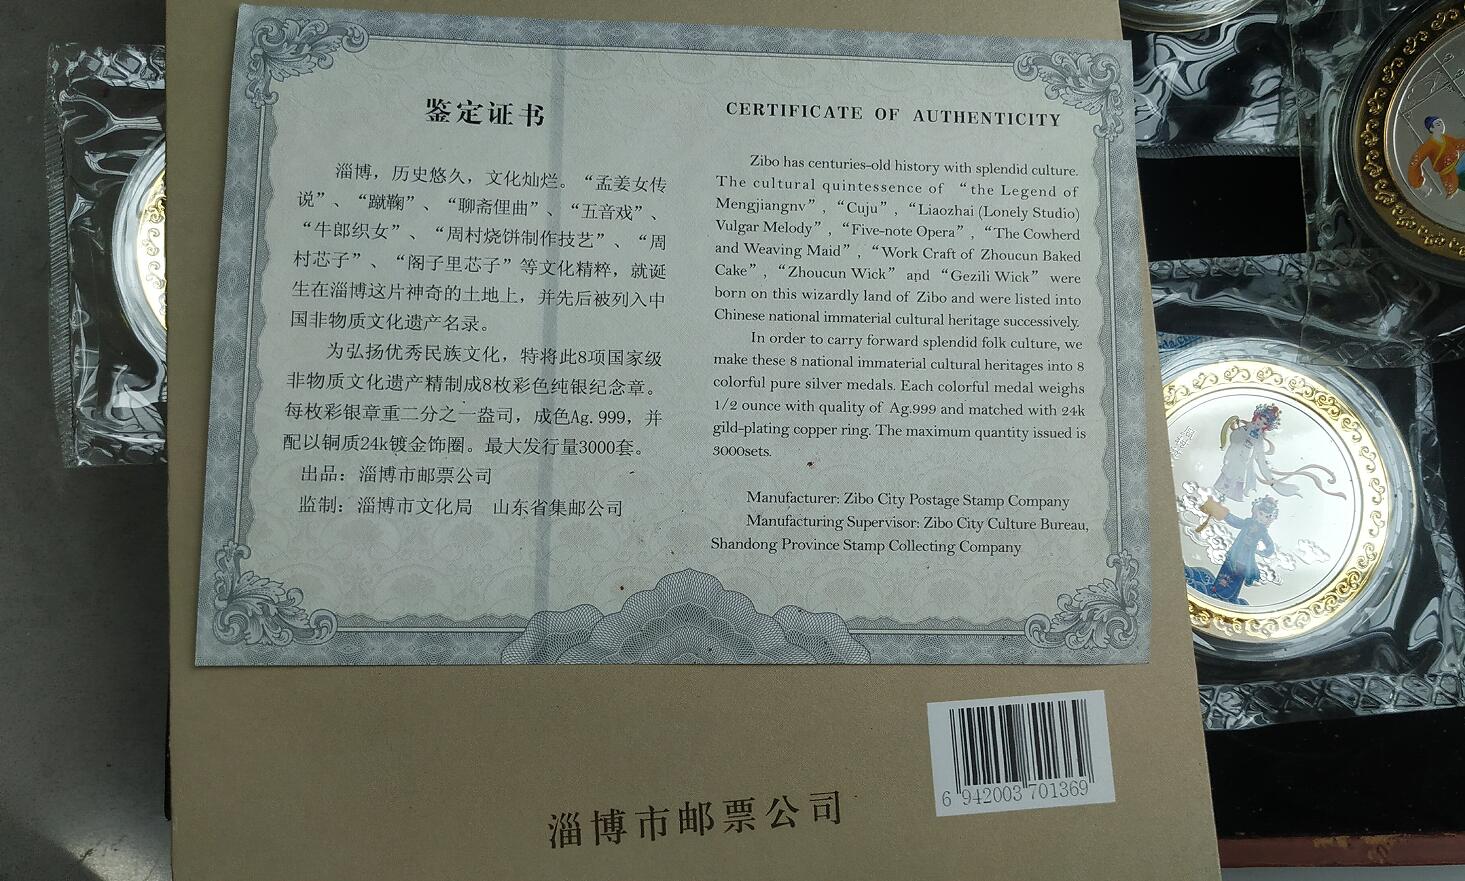 鉴定证书
淄博，历史悠久，文化灿烂。“孟姜女传
说”、“蹴鞠”、“聊斋俚曲”、“五音戏”、
“牛郎织女”、“周村烧饼制作技艺”、“周
村芯子”、“阁子里芯子”等文化精粹，就诞
生在淄博这片神奇的土地上，并先后被列入中
国非物质文化遗产名录。
为弘扬优秀民族文化，特将此8项国家级
非物质文化遗产精制成8枚彩色纯银纪念章。
每枚彩银章重二分之一盎司，成色Ag.999，并
配以铜质24k镀金饰圈。最大发行量3000套。
出品：淄博市邮票公司
监制：淄博市文化局 山东省集邮公司
CERTIFICATE OF AUTHENTICITY
Zibo has centuries-old history with splendid culture.
The cultural quintessence of “the Legend of
Mengjiangnv”, “Cuju”, “Liaozhai (Lonely Studio)
Vulgar Melody”, “Five-note Opera”, “The Cowherd
and Weaving Maid”, “Work Craft of Zhoucun Baked
Cake”, “Zhoucun Wick” and “Gezili Wick” were
born on this wizardly land of Zibo and were listed into
Chinese national immaterial cultural heritage successively.
In order to carry forward splendid folk culture, we
make these 8 national immaterial cultural heritages into 8
colorful pure silver medals. Each colorful medal weighs
1/2 ounce with quality of Ag.999 and matched with 24k
gild-plating copper ring. The maximum quantity issued is
3000sets.
Manufacturer: Zibo City Postage Stamp Company
Manufacturing Supervisor: Zibo City Culture Bureau,
Shandong Province Stamp Collecting Company
6 942003 701369
淄博市邮票公司